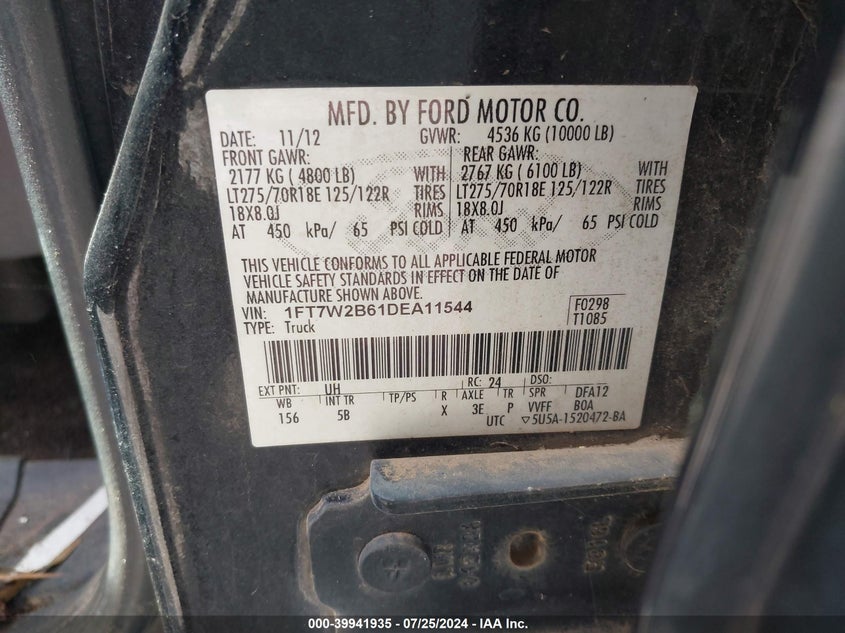 MFD. BY FORD MOTOR CO.
DATE: 11/12 GVWR: 4536 KG (10000 LB)
FRONT GAWR: REAR GAWR:
2177 KG ( 4800 LB) WITH 2767 KG ( 6100 LB) WITH
LT275/70R18E 125/122R TIRES LT275/70R18E 125/122R TIRES
18X8.0J RIMS 18X8.0J RIMS
AT 450 kPa/ 65 PSI COLD AT 450 kPa/ 65 PSI COLD
THIS VEHICLE CONFORMS TO ALL APPLICABLE FEDERAL MOTOR
VEHICLE SAFETY STANDARDS IN EFFECT ON THE DATE OF
MANUFACTURE SHOWN ABOVE.
VIN: 1FT7W2B61DEA11544 F0298
TYPE: Truck T1085
EXT PNT: UH RC: 24 DSO:
WB INT TR TP/PS R AXLE TR SPR DFA12
156 5B X 3E P VVFF B0A
UTC ▽5U5A-1520472-BA
000-39941935 - 07/25/2024 - IAA Inc.